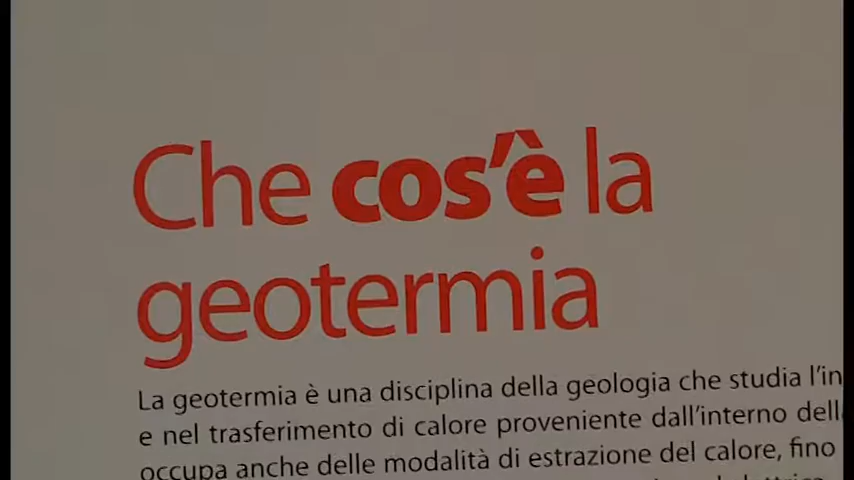 Che cos'è la
geotermia
La geotermia è una disciplina della geologia che studia l'in
e nel trasferimento di calore proveniente dall'interno dell
occupa anche delle modalità di estrazione del calore, fino